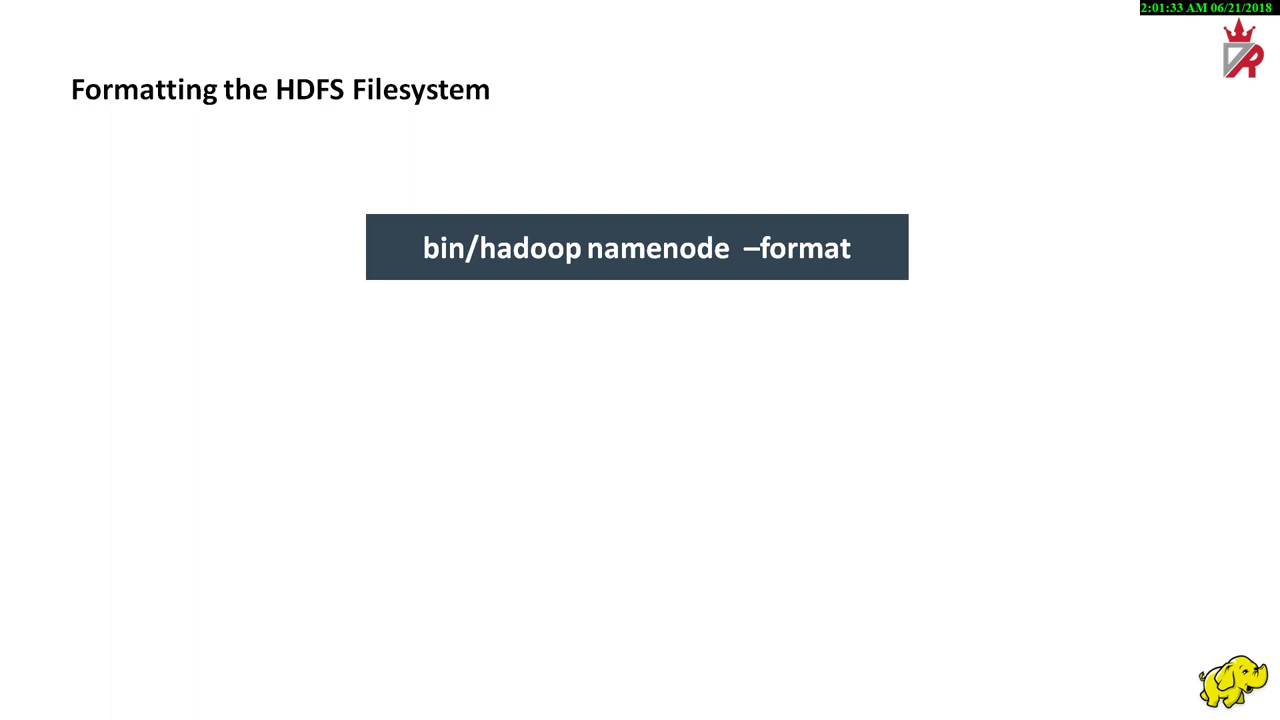 2:01:33 AM 06/21/2018
Formatting the HDFS Filesystem
bin/hadoop namenode –format